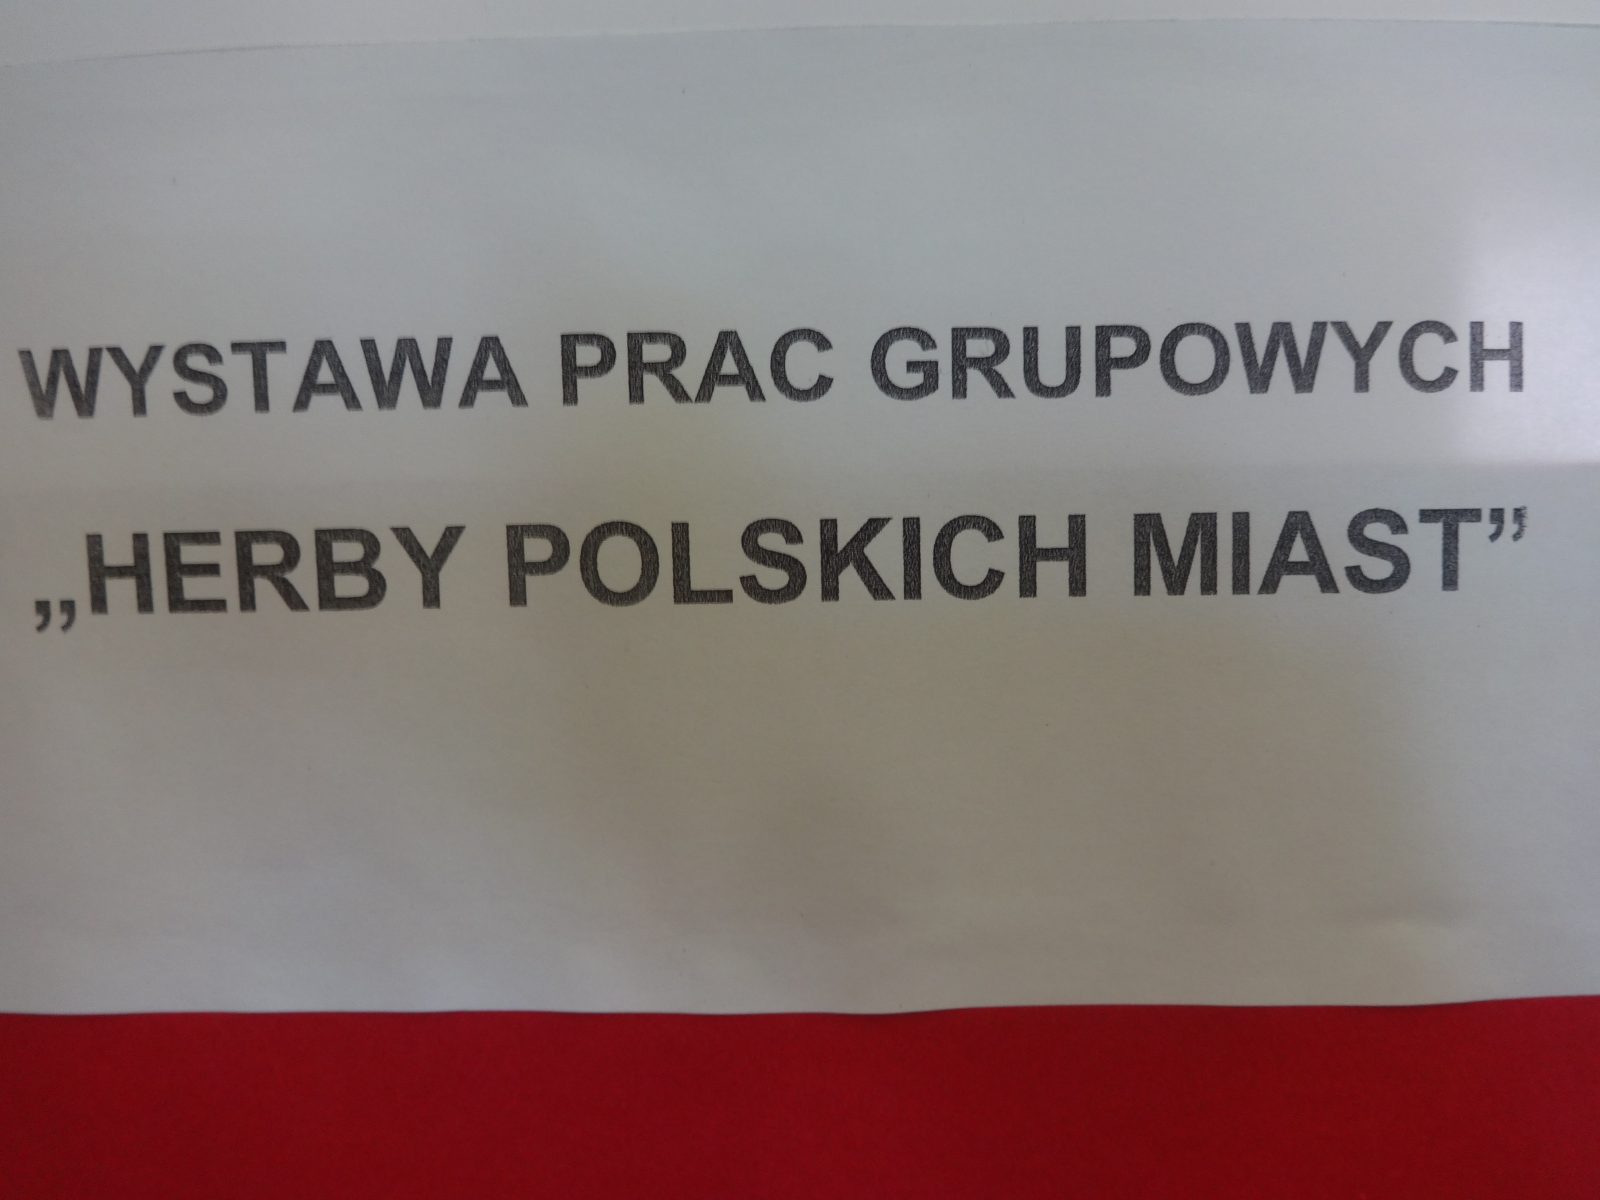 WYSTAWA PRAC GRUPOWYCH
„HERBY POLSKICH MIAST”